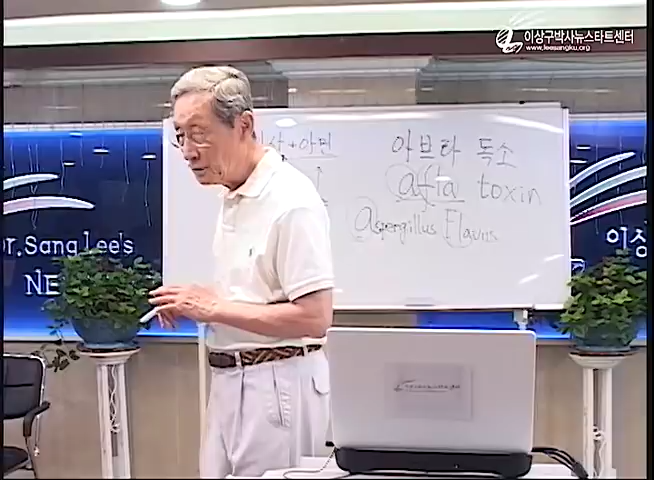 이상구박사뉴스타트센터
www.leesangku.org
아브라 독소
afla toxin
Aspergillus Flavus
Dr.Sang Lee's
NE
이상